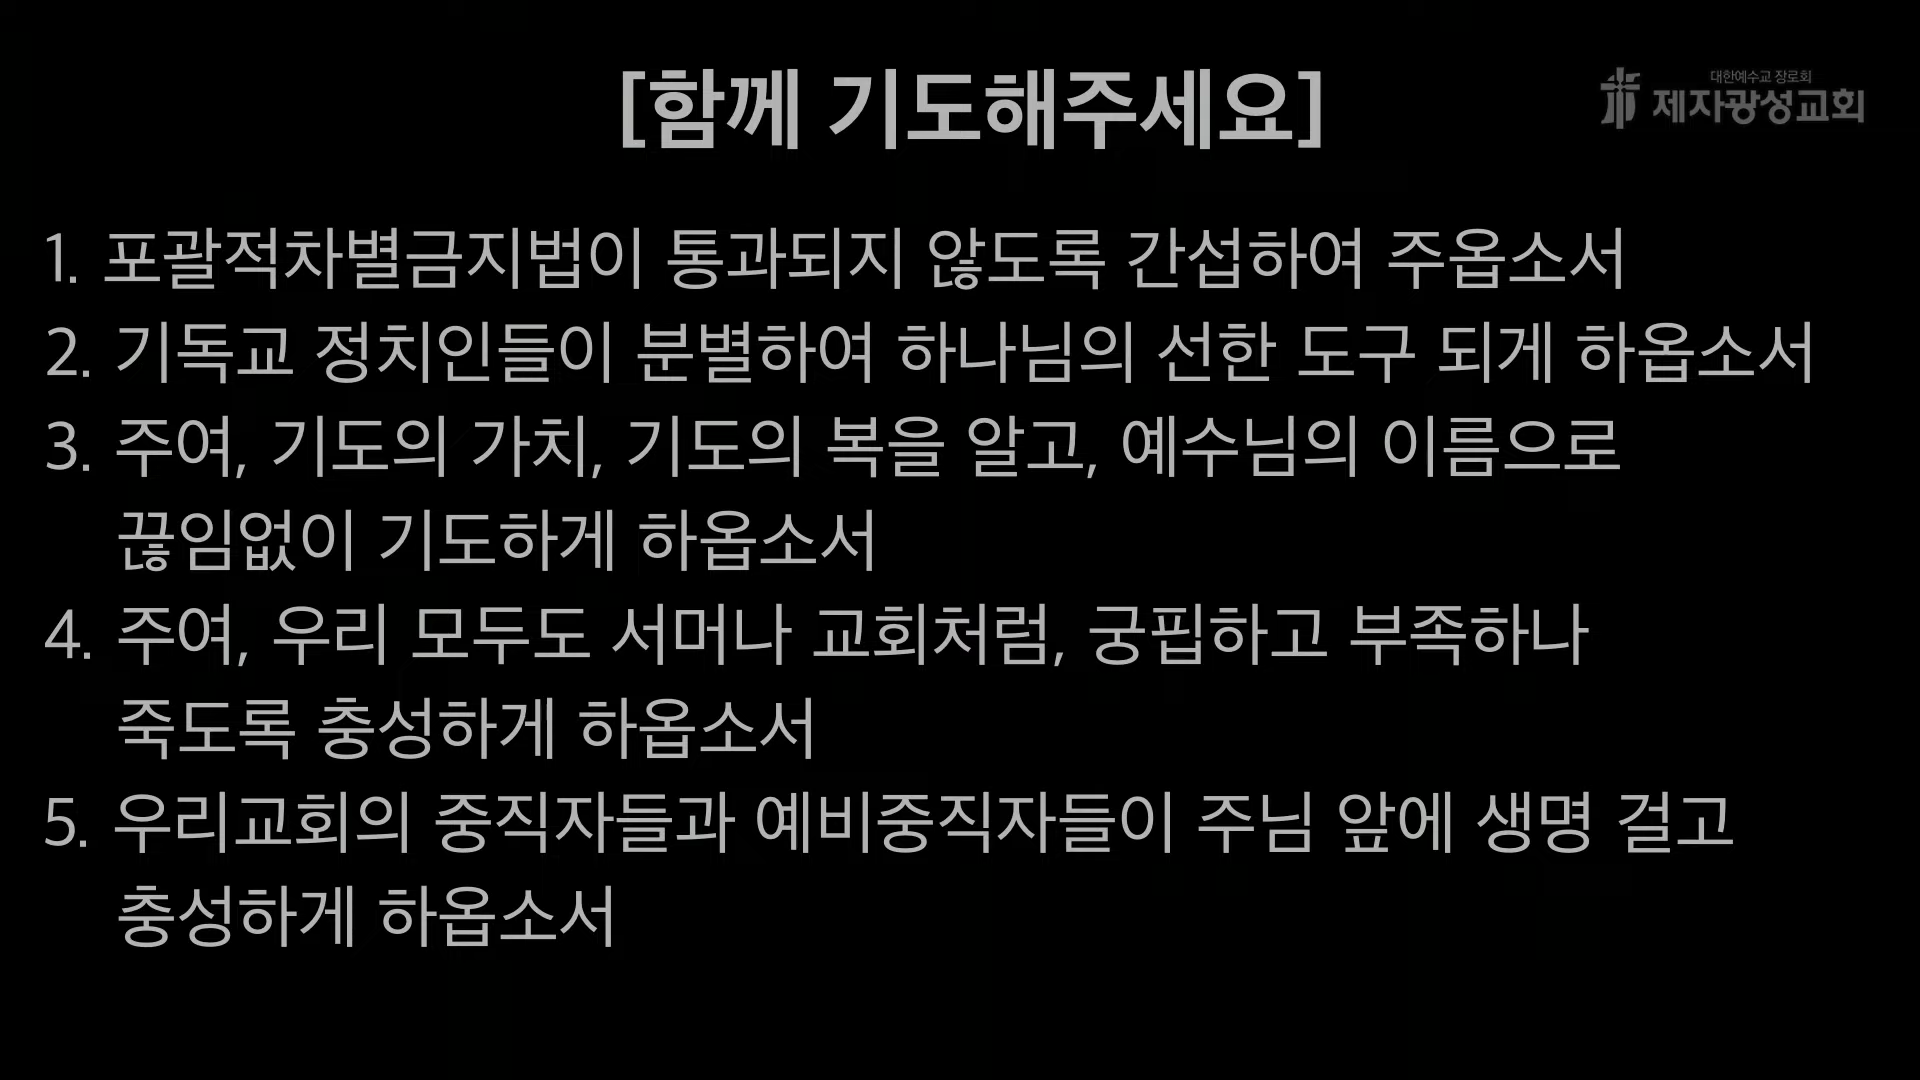 [함께 기도해주세요]
대한예수교 장로회
제자광성교회
1. 포괄적차별금지법이 통과되지 않도록 간섭하여 주옵소서
2. 기독교 정치인들이 분별하여 하나님의 선한 도구 되게 하옵소서
3. 주여, 기도의 가치, 기도의 복을 알고, 예수님의 이름으로
끊임없이 기도하게 하옵소서
4. 주여, 우리 모두도 서머나 교회처럼, 궁핍하고 부족하나
죽도록 충성하게 하옵소서
5. 우리교회의 중직자들과 예비중직자들이 주님 앞에 생명 걸고
충성하게 하옵소서